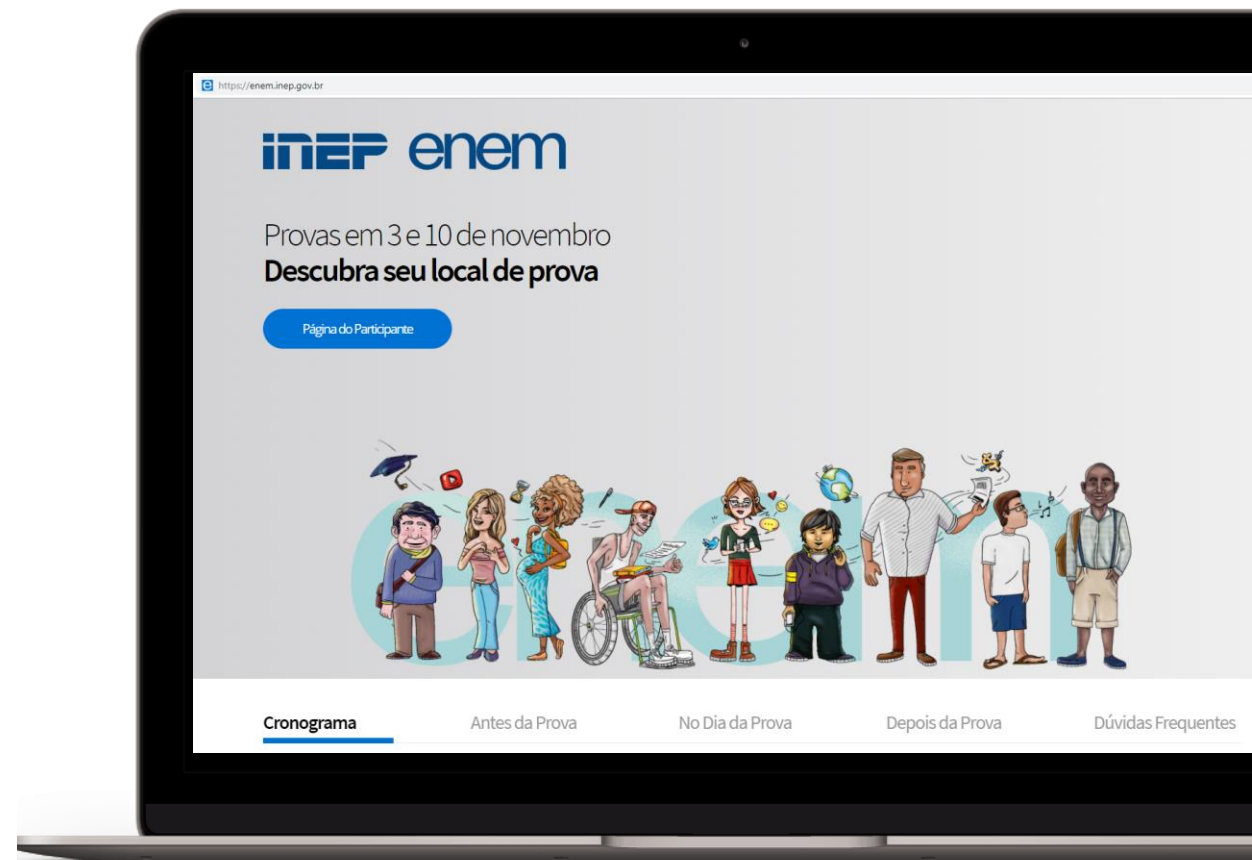 https://enem.inep.gov.br
inep enem
Provas em 3 e 10 de novembro
Descubra seu local de prova
Página do Participante
enem
Cronograma
Antes da Prova
No Dia da Prova
Depois da Prova
Dúvidas Frequentes